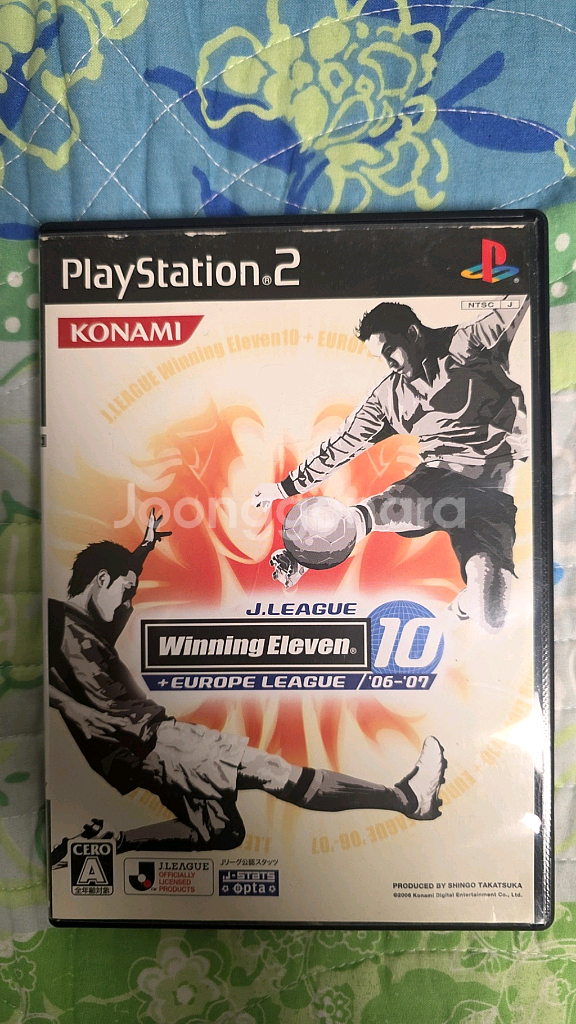 PlayStation®2
NTSC J
KONAMI
J.LEAGUE Winning Eleven10 + EUROPE
Joonggonara
J.LEAGUE
Winning Eleven® 10
+EUROPE LEAGUE /'06-'07
CERO
A
全年齢対象
J.LEAGUE
OFFICIALLY
LICENSED
PRODUCTS
Jリーグ公認スタッツ
J-STATS
opta
PRODUCED BY SHINGO TAKATSUKA
©2006 Konami Digital Entertainment Co., Ltd.